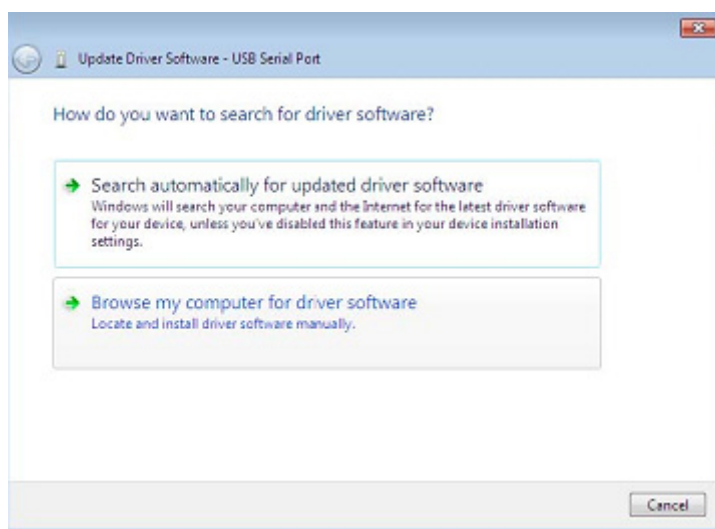 Update Driver Software - USB Serial Port
How do you want to search for driver software?
Search automatically for updated driver software
Windows will search your computer and the Internet for the latest driver software
for your device, unless you've disabled this feature in your device installation
settings.
Browse my computer for driver software
Locate and install driver software manually.
Cancel